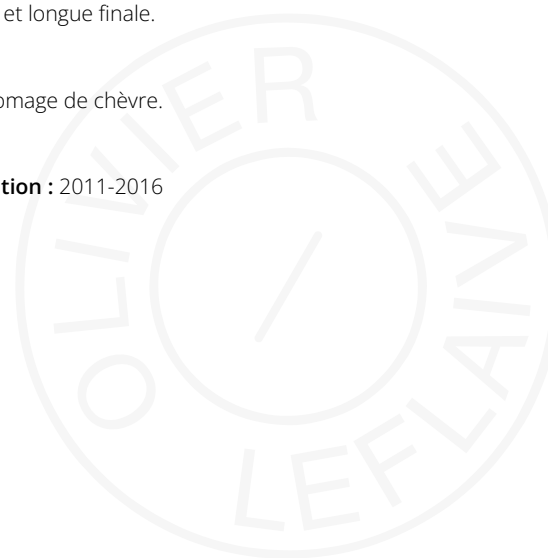 et longue finale.
omage de chèvre.
tion : 2011-2016
OLIVIER
LEFLAIVE